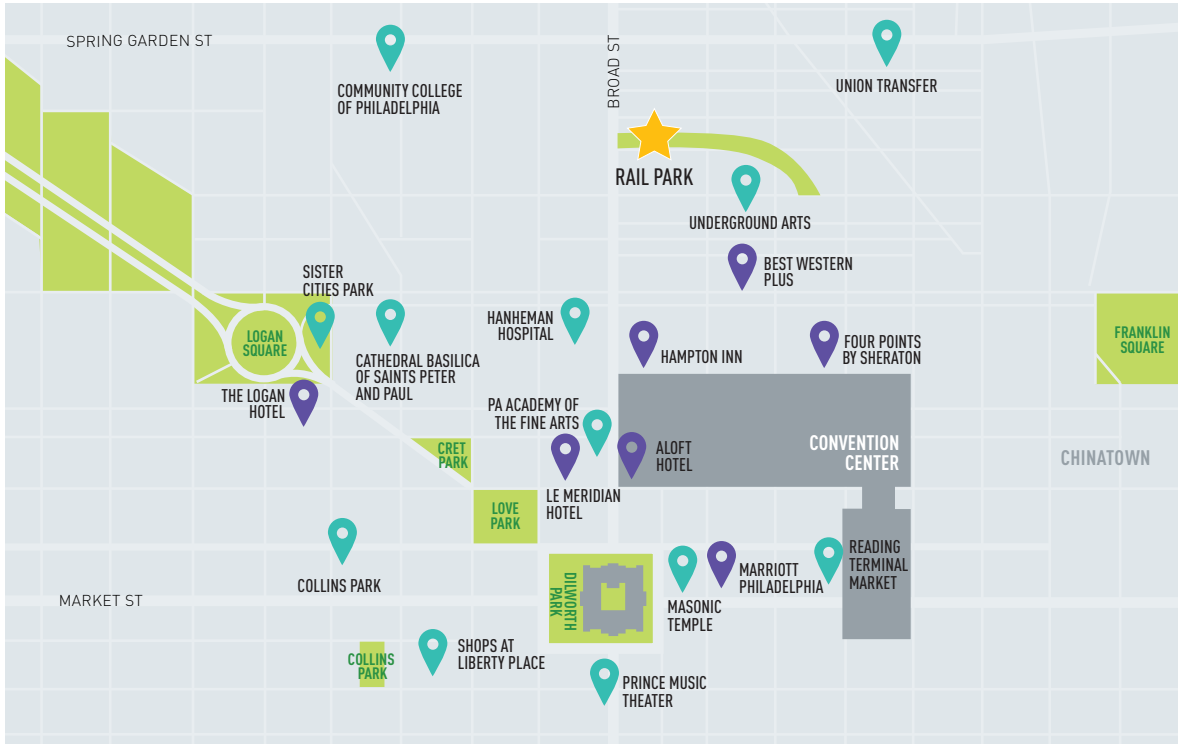 SPRING GARDEN ST
BROAD ST
COMMUNITY COLLEGE
OF PHILADELPHIA
UNION TRANSFER
RAIL PARK
UNDERGROUND ARTS
BEST WESTERN
PLUS
SISTER
CITIES PARK
LOGAN
SQUARE
CATHEDRAL BASILICA
OF SAINTS PETER
AND PAUL
HANHEMAN
HOSPITAL
HAMPTON INN
FOUR POINTS
BY SHERATON
FRANKLIN
SQUARE
THE LOGAN
HOTEL
PA ACADEMY OF
THE FINE ARTS
CRET
PARK
ALOFT
HOTEL
CONVENTION
CENTER
CHINATOWN
LE MERIDIAN
HOTEL
LOVE
PARK
COLLINS PARK
DILWORTH
PARK
MASONIC
TEMPLE
MARRIOTT
PHILADELPHIA
READING
TERMINAL
MARKET
MARKET ST
COLLINS
PARK
SHOPS AT
LIBERTY PLACE
PRINCE MUSIC
THEATER